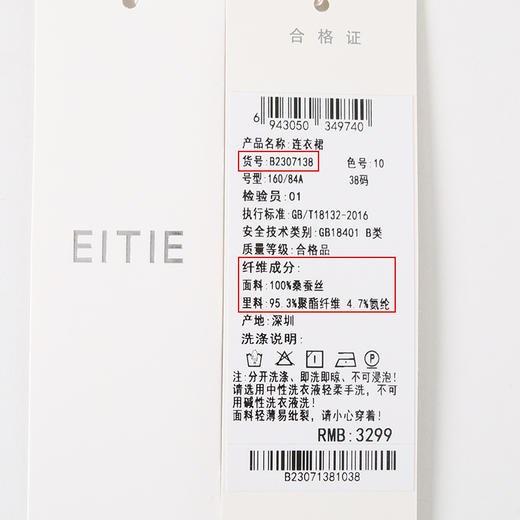 EITIE
合格证
6 943050 349740
产品名称:连衣裙
货号:B2307138 色号:10
号型:160/84A 38码
检验员:01
执行标准:GB/T18132-2016
安全技术类别:GB18401 B类
质量等级:合格品
纤维成分:
面料:100%桑蚕丝
里料:95.3%聚酯纤维 4.7%氨纶
产地:深圳
洗涤说明:
注:分开洗涤、即洗即晾、不可浸泡!
请选用中性洗衣液轻柔手洗,不可
用碱性洗衣液洗!
面料轻薄易纰裂,请小心穿着!
RMB:3299
B23071381038